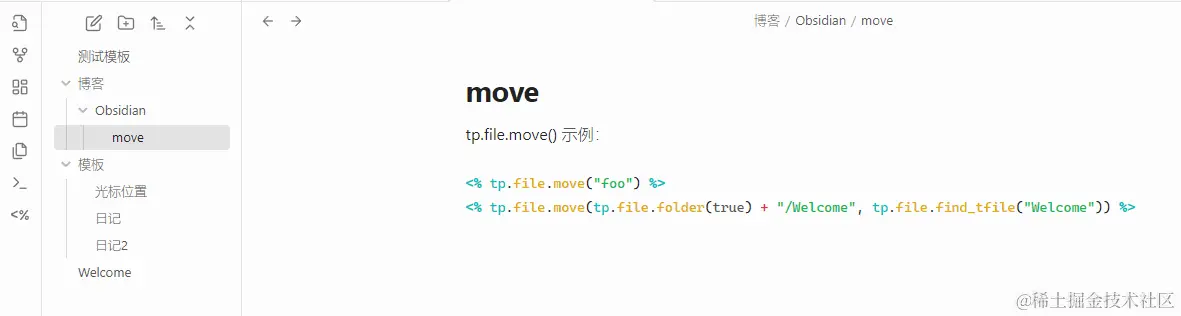 博客 / Obsidian / move
测试模板
博客
Obsidian
move
模板
光标位置
日记
日记2
Welcome
move
tp.file.move() 示例：
<% tp.file.move("foo") %>
<% tp.file.move(tp.file.folder(true) + "/Welcome", tp.file.find_tfile("Welcome")) %>
<%
@稀土掘金技术社区